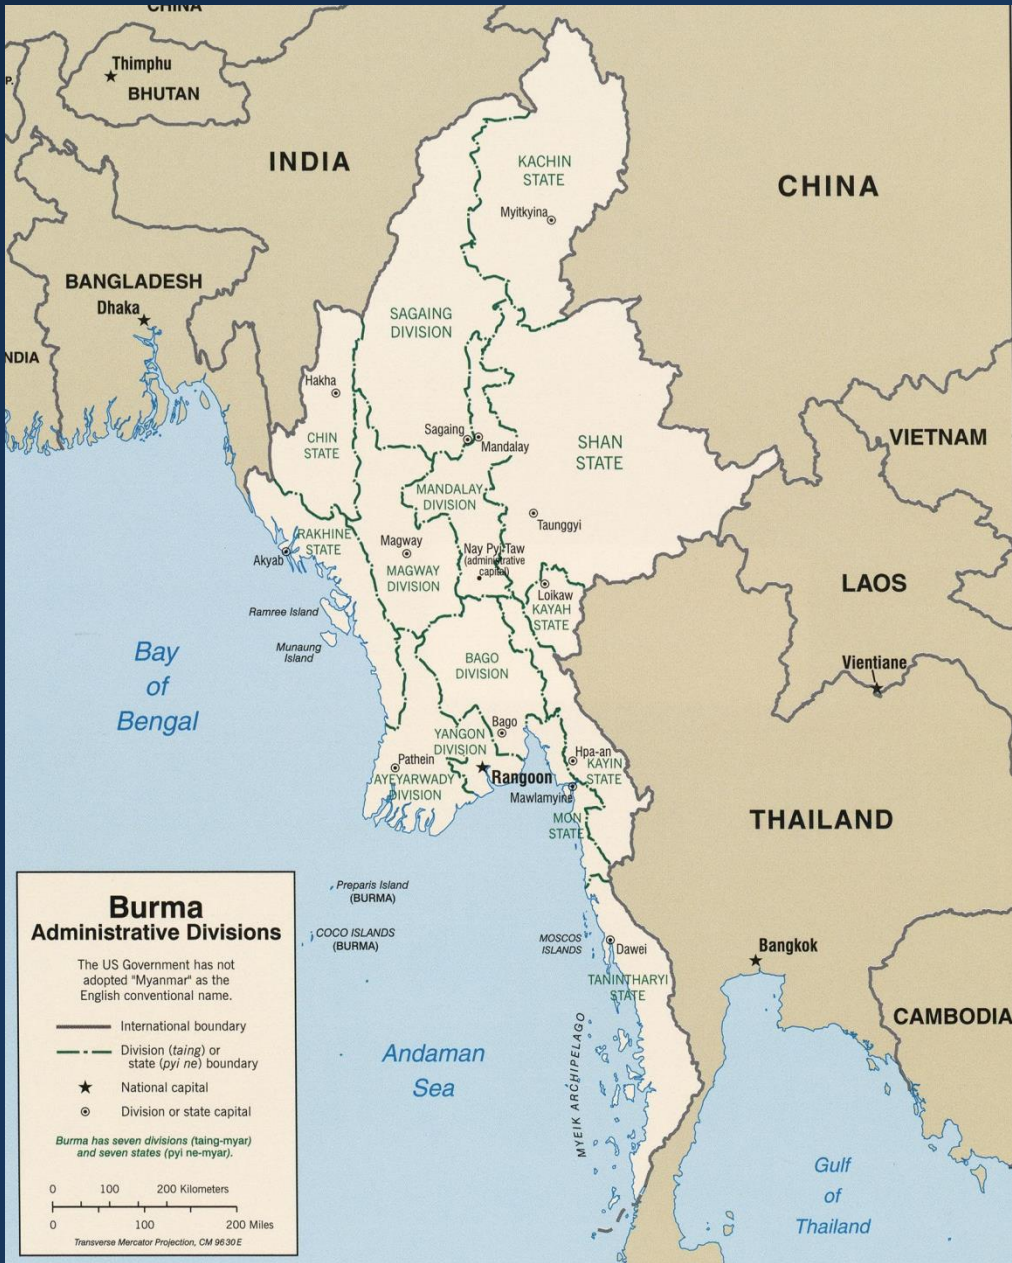 CHINA
Thimphu
BHUTAN
P.
INDIA
KACHIN
STATE
CHINA
Myitkyina
BANGLADESH
Dhaka
SAGAING
DIVISION
NDIA
Hakha
CHIN
STATE
Sagaing
Mandalay
SHAN
STATE
VIETNAM
MANDALAY
DIVISION
Taunggyi
RAKHINE
STATE
Akyab
Magway
MAGWAY
DIVISION
Nay Pyi Taw
(administrative
capital)
Loikaw
KAYAH
STATE
LAOS
Ramree Island
Munaung
Island
Bay
of
Bengal
BAGO
DIVISION
Vientiane
YANGON
DIVISION
Bago
Pathein
AYEYARWADY
DIVISION
Rangoon
Hpa-an
KAYIN
STATE
Mawlamyine
MON
STATE
THAILAND
Preparis Island
(BURMA)
COCO ISLANDS
(BURMA)
MOSCOS
ISLANDS
Dawei
Bangkok
TANINTHARYI
STATE
CAMBODIA
MYEIK ARCHIPELAGO
Andaman
Sea
Gulf
of
Thailand
Burma
Administrative Divisions
The US Government has not
adopted "Myanmar" as the
English conventional name.
International boundary
Division (taing) or
state (pyi ne) boundary
National capital
Division or state capital
Burma has seven divisions (taing-myar)
and seven states (pyi ne-myar).
0 100 200 Kilometers
0 100 200 Miles
Transverse Mercator Projection, CM 96 30 E